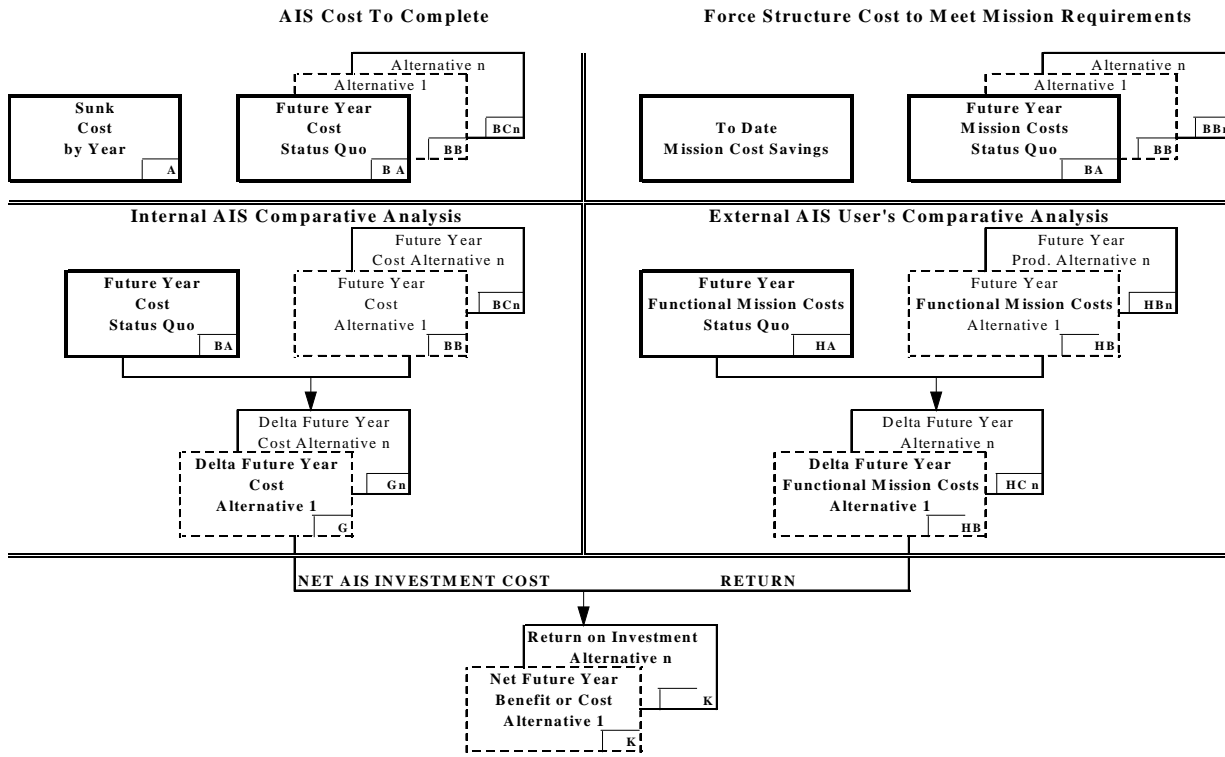 AIS Cost To Complete
Force Structure Cost to Meet Mission Requirements
Alternative n
Alternative 1
Sunk
Cost
by Year
A
Future Year
Cost
Status Quo
B A
BB
BCn
To Date
Mission Cost Savings
Alternative n
Alternative 1
Future Year
Mission Costs
Status Quo
BA
BB
BBn
Internal AIS Comparative Analysis
Future Year
Cost Alternative n
Future Year
Cost
Status Quo
BA
Future Year
Cost
Alternative 1
BB
BCn
Delta Future Year
Cost Alternative n
Delta Future Year
Cost
Alternative 1
G
Gn
External AIS User's Comparative Analysis
Future Year
Prod. Alternative n
Future Year
Functional Mission Costs
Status Quo
HA
Future Year
Functional Mission Costs
Alternative 1
HB
HBn
Delta Future Year
Alternative n
Delta Future Year
Functional Mission Costs
Alternative 1
HB
HC n
NET AIS INVESTMENT COST
RETURN
Return on Investment
Alternative n
Net Future Year
Benefit or Cost
Alternative 1
K
K